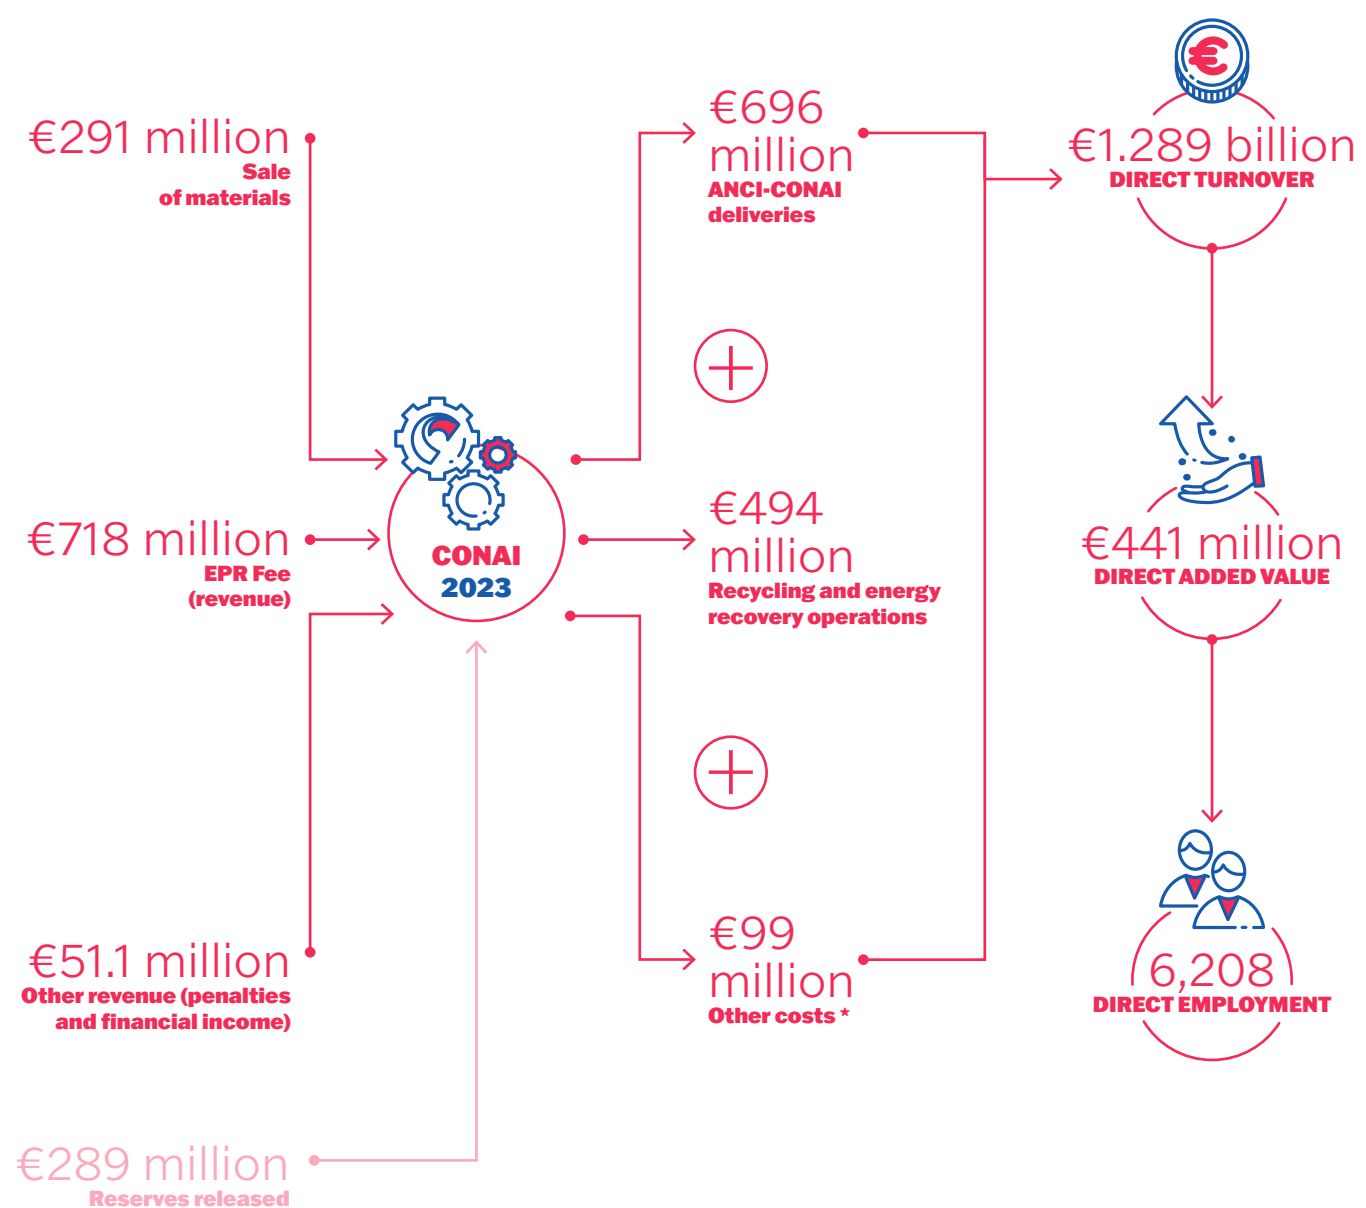 €291 million
Sale
of materials
€718 million
EPR Fee
(revenue)
€51.1 million
Other revenue (penalties
and financial income)
€289 million
Reserves released
CONAI
2023
€696
million
ANCI-CONAI
deliveries
€494
million
Recycling and energy
recovery operations
€99
million
Other costs *
€
€1.289 billion
DIRECT TURNOVER
€441 million
DIRECT ADDED VALUE
6,208
DIRECT EMPLOYMENT